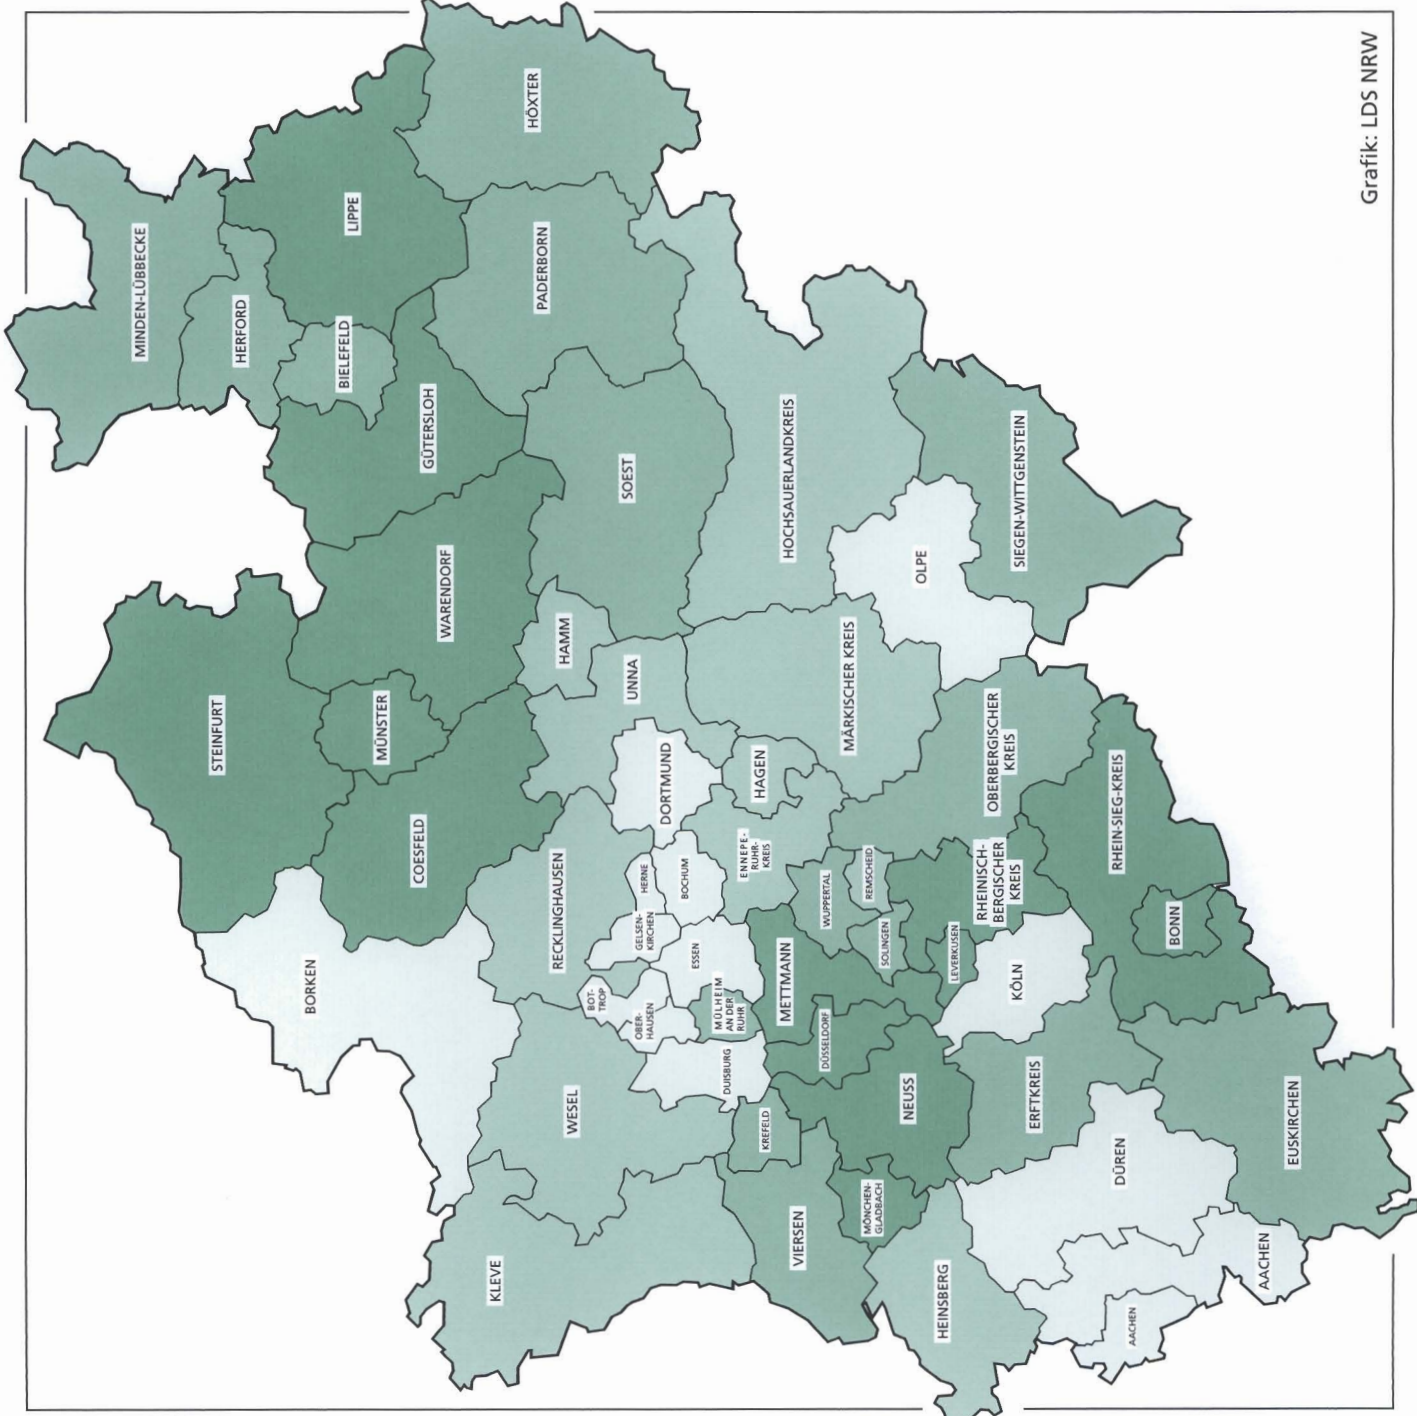 MINDEN-LÜBBECKE
HERFORD
BIELEFELD
LIPPE
HÖXTER
PADERBORN
GÜTERSLOH
STEINFURT
WARENDORF
MÜNSTER
COESFELD
BORKEN
SOEST
HAMM
UNNA
HOCHSAUERLANDKREIS
MÄRKISCHER KREIS
OLPE
SIEGEN-WITTGENSTEIN
DORTMUND
HAGEN
ENNEPE-
RUHR-
KREIS
BOCHUM
HERNE
RECKLINGHAUSEN
GELSEN-
KIRCHEN
BOT-
TROP
OBER-
HAUSEN
ESSEN
MÜLHEIM
AN DER
RUHR
DUISBURG
WESEL
KLEVE
KREFELD
VIERSEN
MÖNCHEN-
GLADBACH
NEUSS
DÜSSELDORF
METTMANN
WUPPERTAL
SOLINGEN
REMSCHEID
OBERBERGISCHER
KREIS
RHEINISCH-
BERGISCHER
KREIS
LEVERKUSEN
KÖLN
RHEIN-SIEG-KREIS
BONN
ERFTKREIS
HEINSBERG
DÜREN
AACHEN
AACHEN
EUSKIRCHEN
Grafik: LDS NRW